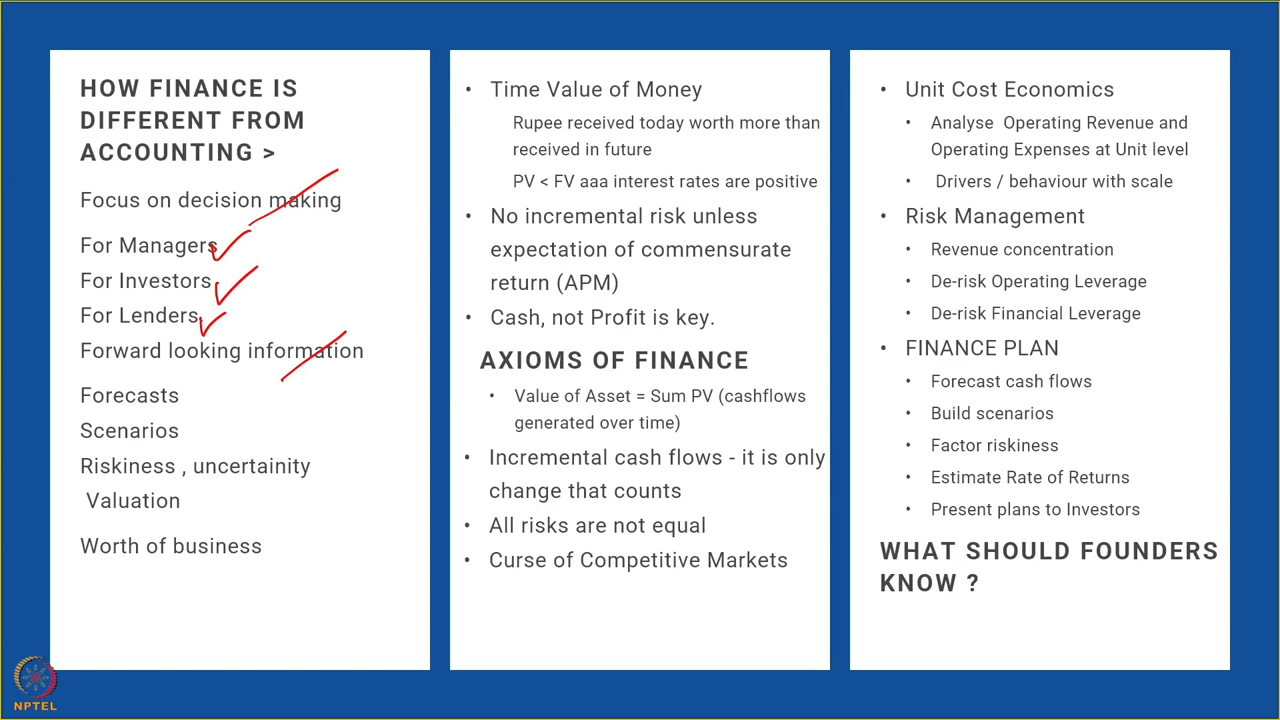 HOW FINANCE IS
DIFFERENT FROM
ACCOUNTING >
Focus on decision making
For Managers
For Investors
For Lenders
Forward looking information
Forecasts
Scenarios
Riskiness , uncertainity
Valuation
Worth of business
• Time Value of Money
Rupee received today worth more than
received in future
PV < FV aaa interest rates are positive
• No incremental risk unless
expectation of commensurate
return (APM)
• Cash, not Profit is key.
AXIOMS OF FINANCE
• Value of Asset = Sum PV (cashflows
generated over time)
• Incremental cash flows - it is only
change that counts
• All risks are not equal
• Curse of Competitive Markets
• Unit Cost Economics
• Analyse Operating Revenue and
Operating Expenses at Unit level
• Drivers / behaviour with scale
• Risk Management
• Revenue concentration
• De-risk Operating Leverage
• De-risk Financial Leverage
• FINANCE PLAN
• Forecast cash flows
• Build scenarios
• Factor riskiness
• Estimate Rate of Returns
• Present plans to Investors
WHAT SHOULD FOUNDERS
KNOW ?
NPTEL